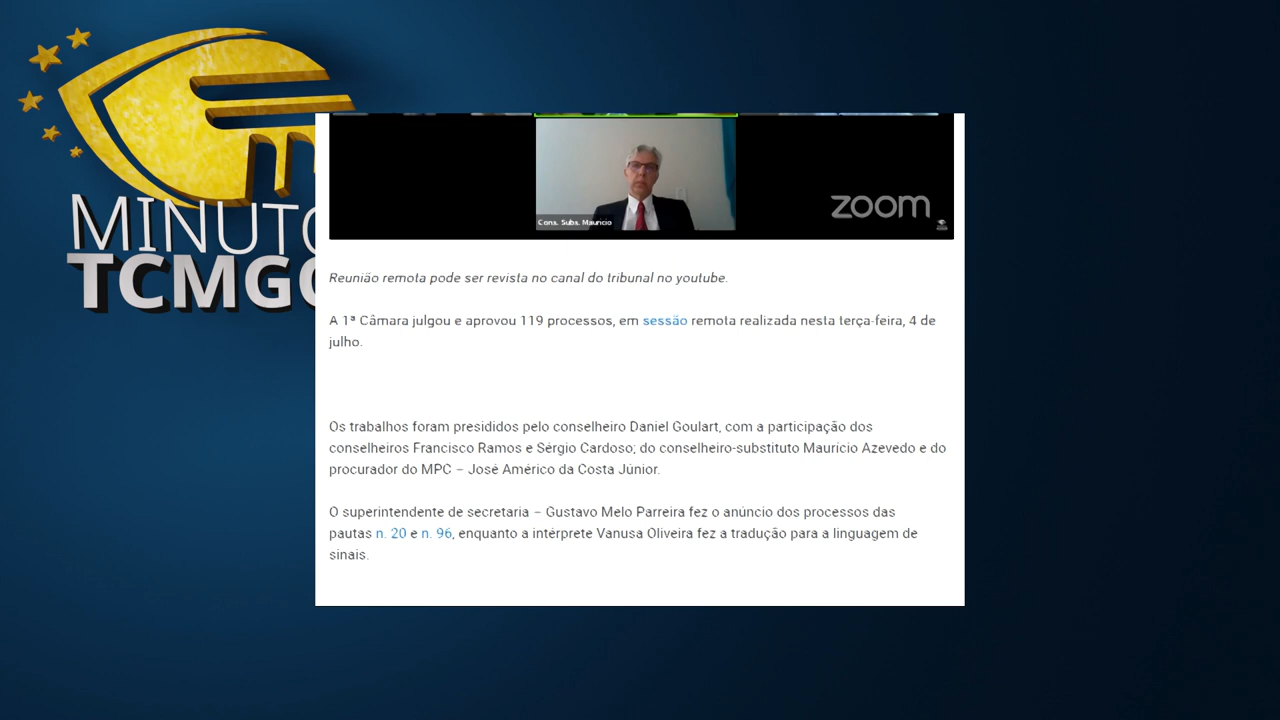 MINUTO
TCMGO
Cons. Subs. Mauricio
zoom
Reunião remota pode ser revista no canal do tribunal no youtube.
A 1ª Câmara julgou e aprovou 119 processos, em sessão remota realizada nesta terça-feira, 4 de
julho.
Os trabalhos foram presididos pelo conselheiro Daniel Goulart, com a participação dos
conselheiros Francisco Ramos e Sérgio Cardoso; do conselheiro-substituto Maurício Azevedo e do
procurador do MPC – José Américo da Costa Júnior.
O superintendente de secretaria – Gustavo Melo Parreira fez o anúncio dos processos das
pautas n. 20 e n. 96, enquanto a intérprete Vanusa Oliveira fez a tradução para a linguagem de
sinais.